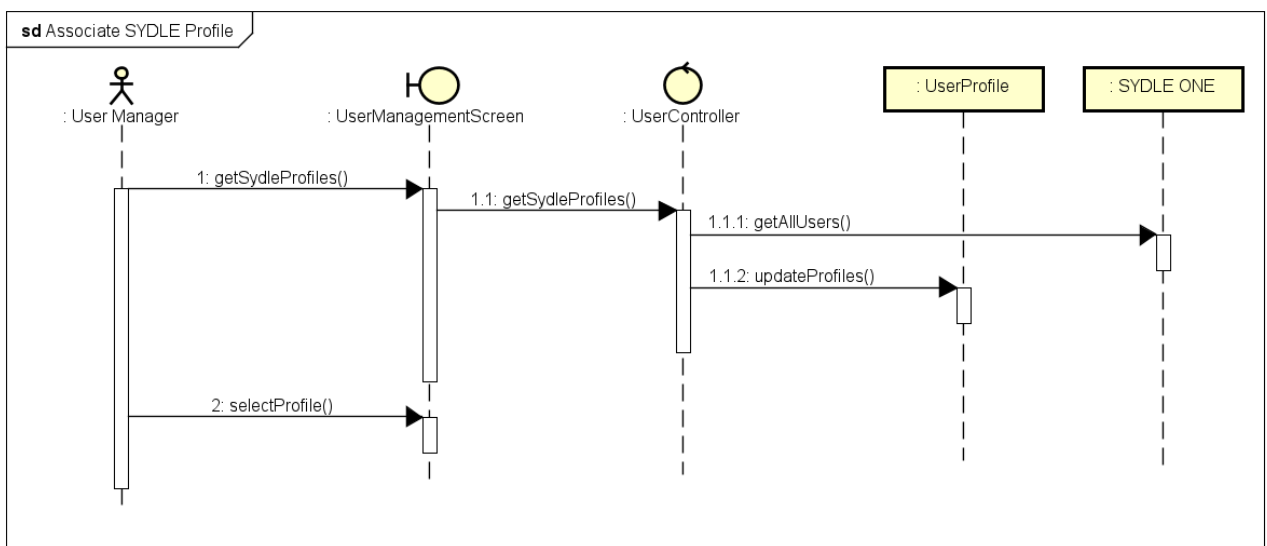 sd Associate SYDLE Profile
: User Manager
: UserManagementScreen
: UserController
: UserProfile
: SYDLE ONE
1: getSydleProfiles()
1.1: getSydleProfiles()
1.1.1: getAllUsers()
1.1.2: updateProfiles()
2: selectProfile()